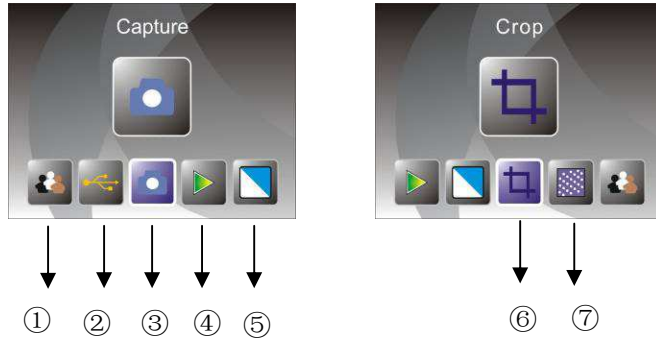 Capture
Crop
① ② ③ ④ ⑤
⑥ ⑦